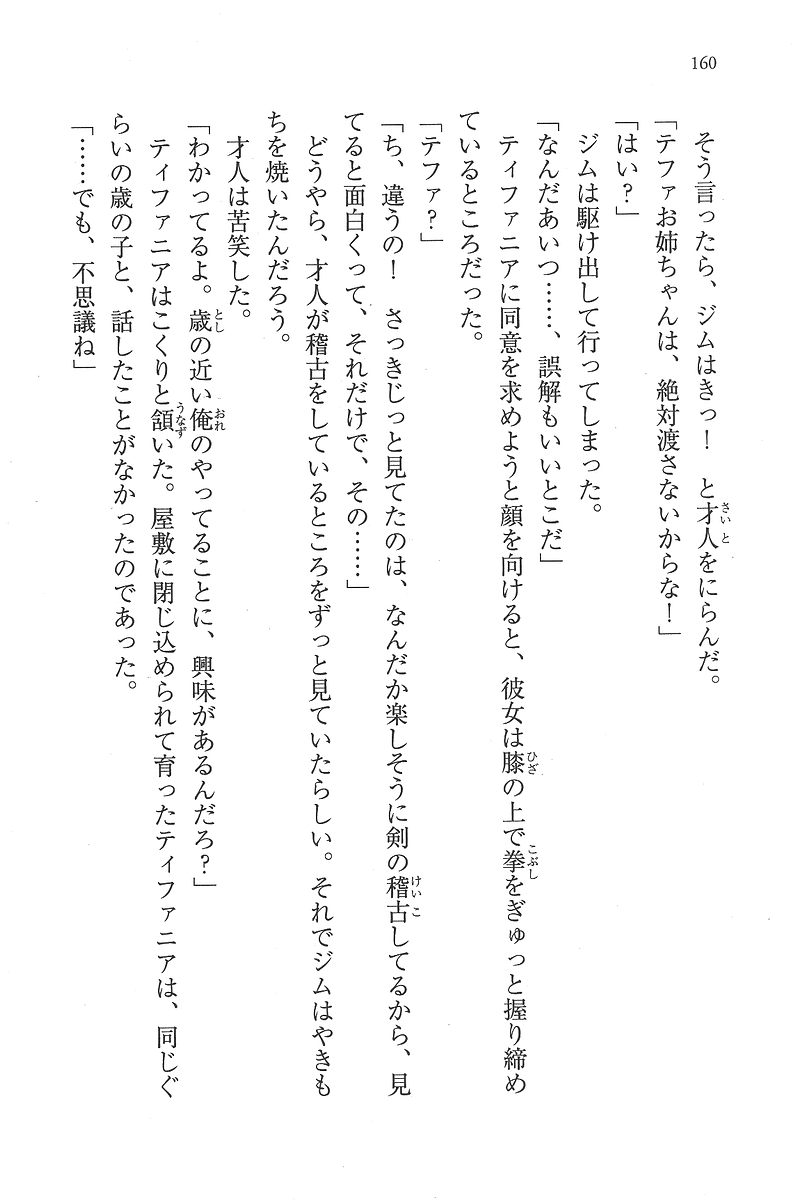 160
そう言ったら、ジムはきっ！　と才人をにらんだ。
「テファお姉ちゃんは、絶対渡さないからな！」
「はい？」
ジムは駆け出して行ってしまった。
「なんだあいつ……、誤解もいいとこだ」
ティファニアに同意を求めようと顔を向けると、彼女は膝の上で拳をぎゅっと握り締め
ているところだった。
「テファ？」
「ち、違うの！　さっきじっと見てたのは、なんだか楽しそうに剣の稽古してるから、見
てると面白くって、それだけで、その……」
どうやら、才人が稽古をしているところをずっと見ていたらしい。それでジムはやきも
ちを焼いたんだろう。
才人は苦笑した。
「わかってるよ。歳の近い俺のやってることに、興味があるんだろ？」
ティファニアはこくりと頷いた。屋敷に閉じ込められて育ったティファニアは、同じぐ
らいの歳の子と、話したことがなかったのであった。
「……でも、不思議ね」